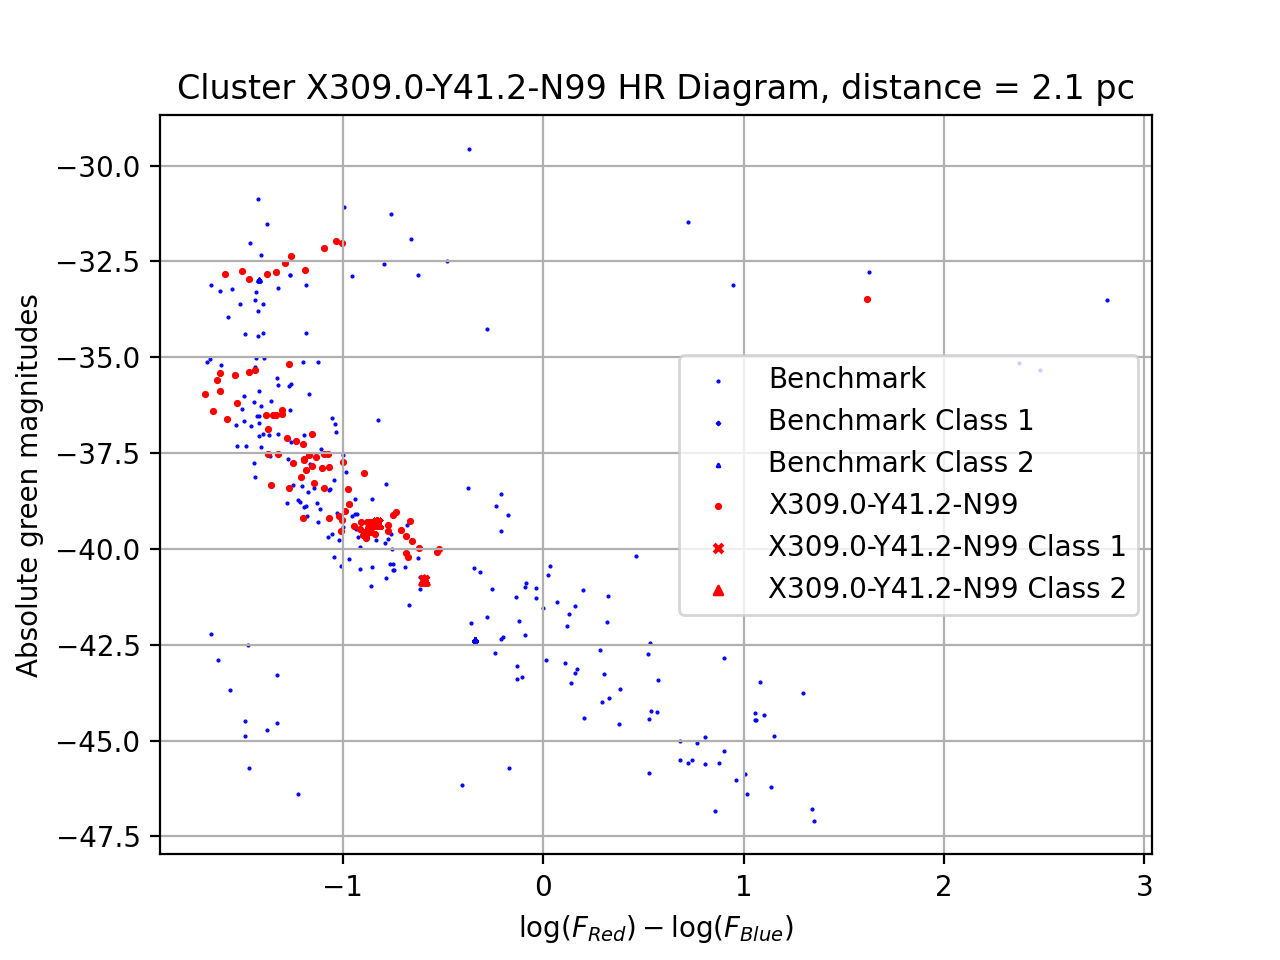 Cluster X309.0-Y41.2-N99 HR Diagram, distance = 2.1 pc
Absolute green magnitudes
−30.0
−32.5
−35.0
−37.5
−40.0
−42.5
−45.0
−47.5
Benchmark
Benchmark Class 1
Benchmark Class 2
X309.0-Y41.2-N99
X309.0-Y41.2-N99 Class 1
X309.0-Y41.2-N99 Class 2
−1 0 1 2 3
log(F_Red) − log(F_Blue)